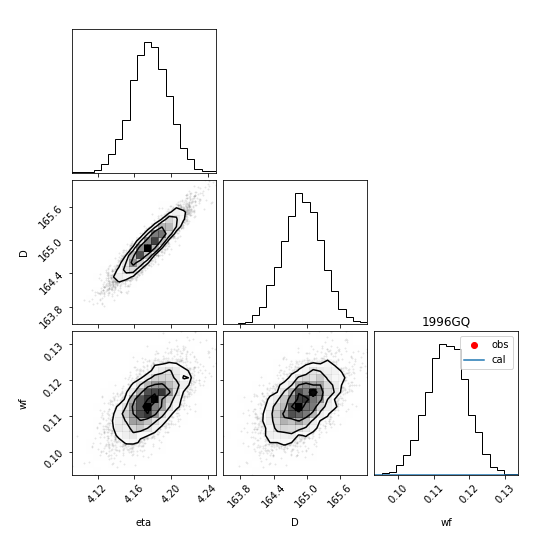 165.6
165.0
164.4
163.8
D
1996GQ
obs
cal
0.13
0.12
0.11
0.10
wf
4.12 4.16 4.20 4.24
163.8 164.4 165.0 165.6
0.10 0.11 0.12 0.13
eta D wf